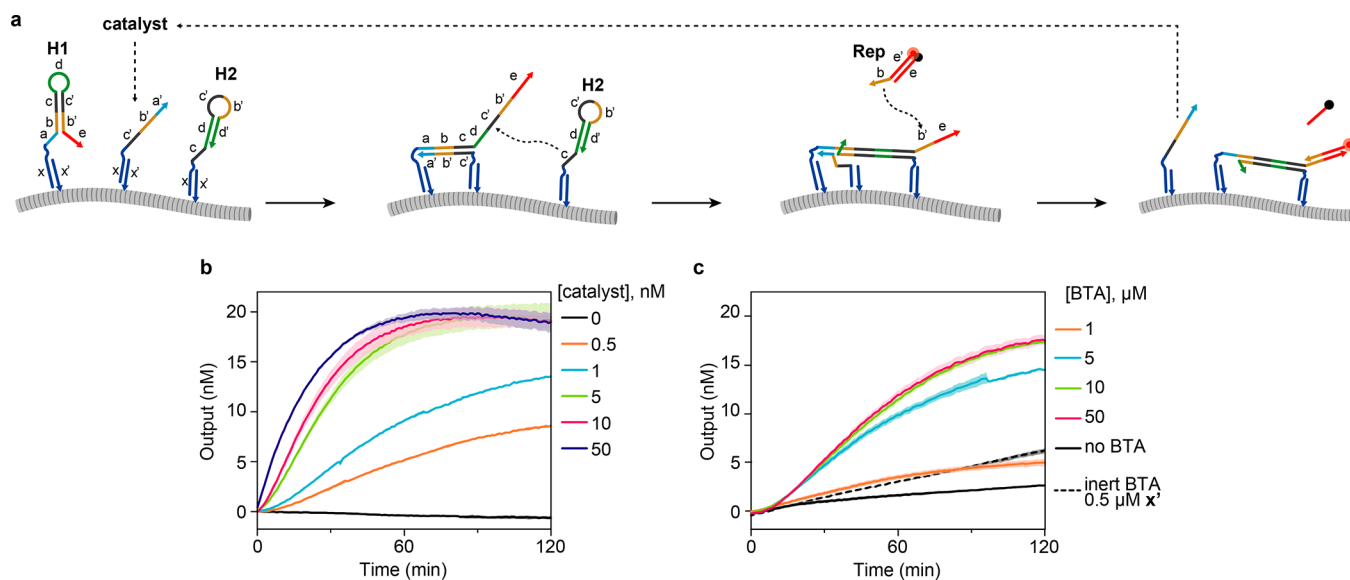 a
catalyst
H1
d
c c'
b b'
a e
x x'
a'
b'
c'
x x'
H2
c' b'
d d'
c
x x'
e
b'
d
c'
a b c
a' b' c'
H2
c' b'
d d'
c
Rep
e'
b e
b' e
b
Output (nM)
20
15
10
5
0
0 60 120
Time (min)
[catalyst], nM
0
0.5
1
5
10
50
c
Output (nM)
20
15
10
5
0
0 60 120
Time (min)
[BTA], µM
1
5
10
50
no BTA
inert BTA
0.5 µM x'